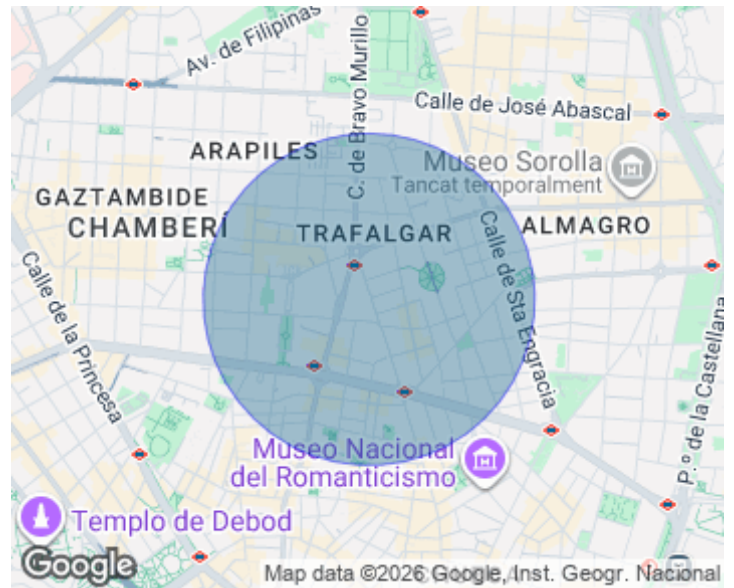 Av. de Filipinas
C. de Bravo Murillo
Calle de José Abascal
ARAPILES
Museo Sorolla
Tancat temporalment
GAZTAMBIDE
CHAMBERÍ
TRAFALGAR
ALMAGRO
Calle de Sta Engracia
Calle de la Princesa
P.º de la Castellana
Museo Nacional
del Romanticismo
Templo de Debod
Google
Map data ©2026 Google, Inst. Geogr. Nacional